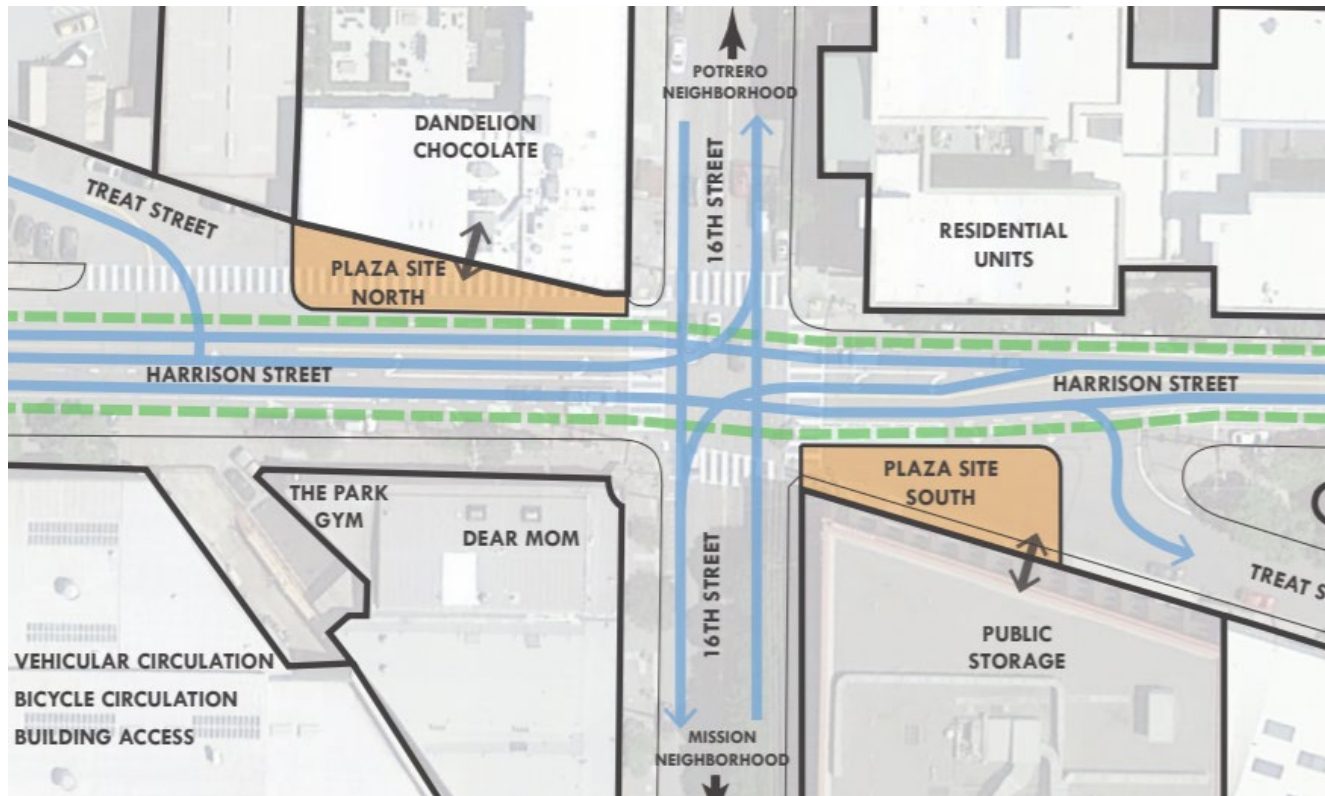 POTRERO
NEIGHBORHOOD
DANDELION
CHOCOLATE
16TH STREET
TREAT STREET
RESIDENTIAL
UNITS
PLAZA SITE
NORTH
HARRISON STREET
HARRISON STREET
THE PARK
GYM
DEAR MOM
PLAZA SITE
SOUTH
16TH STREET
TREAT S
PUBLIC
STORAGE
VEHICULAR CIRCULATION
BICYCLE CIRCULATION
BUILDING ACCESS
MISSION
NEIGHBORHOOD